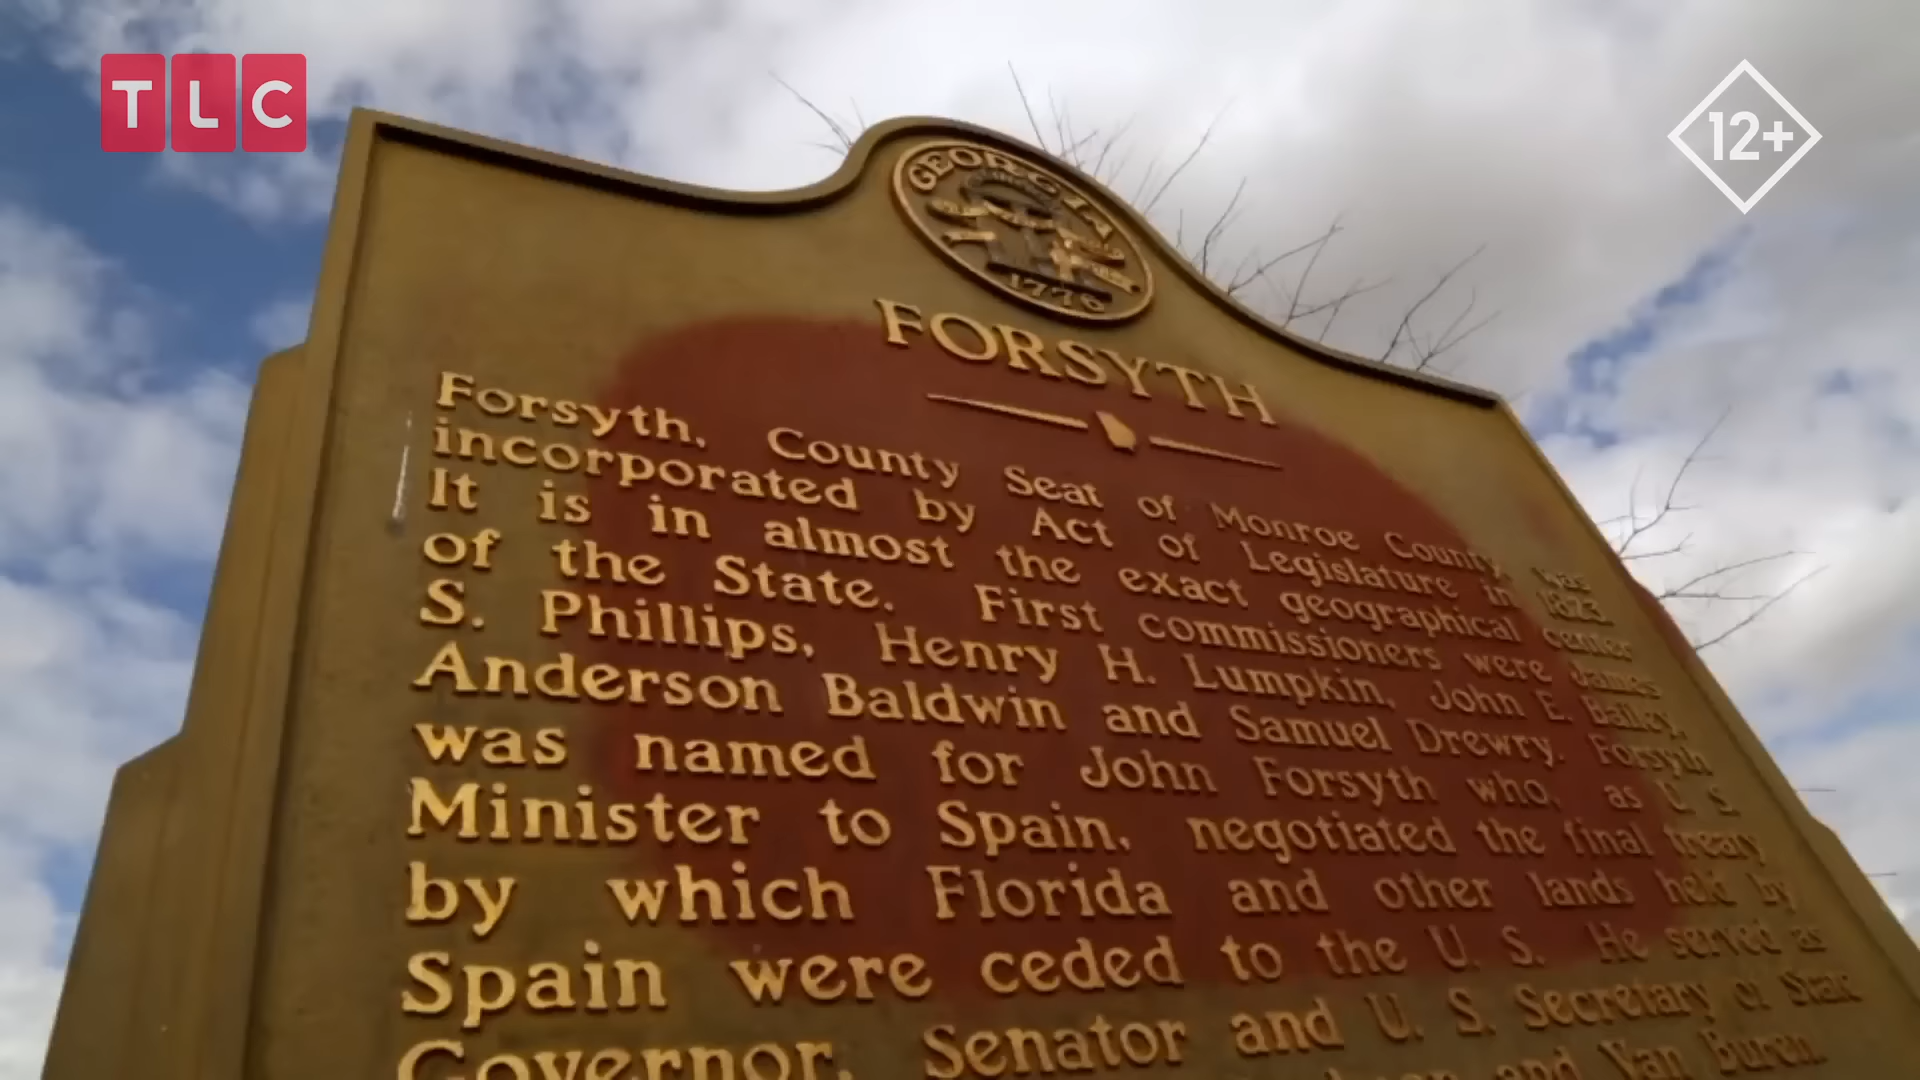 TLC
12+
GEORGIA
1776
FORSYTH
Forsyth, County Seat of Monroe County, was
incorporated by Act of Legislature in 1823.
It is in almost the exact geographical center
of the State. First commissioners were James
S. Phillips, Henry H. Lumpkin, John E. Bailey,
Anderson Baldwin and Samuel Drewry. Forsyth
was named for John Forsyth who, as U. S.
Minister to Spain, negotiated the final treaty
by which Florida and other lands held by
Spain were ceded to the U. S. He served as
Governor, Senator and U. S. Secretary of State
and Van Buren.